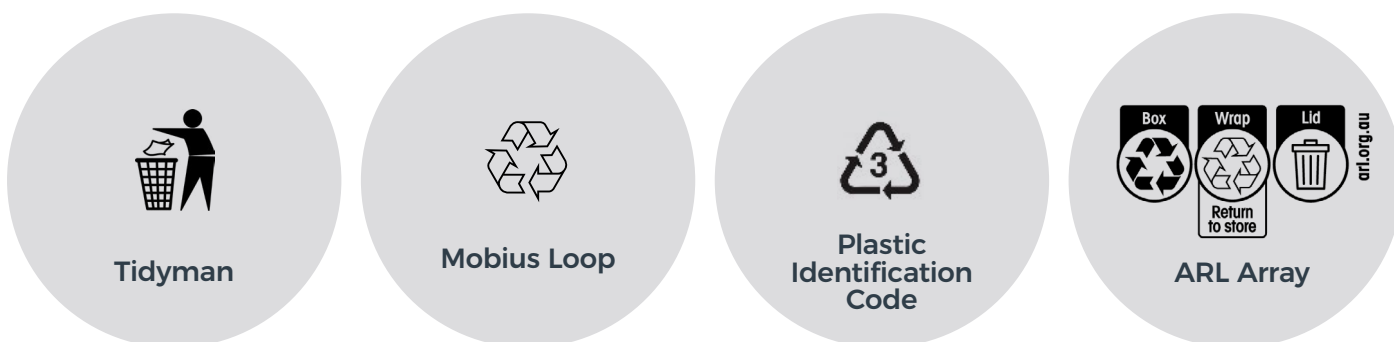 Tidyman
Mobius Loop
3
Plastic
Identification
Code
Box
Wrap
Lid
Return
to store
arl.org.au
ARL Array